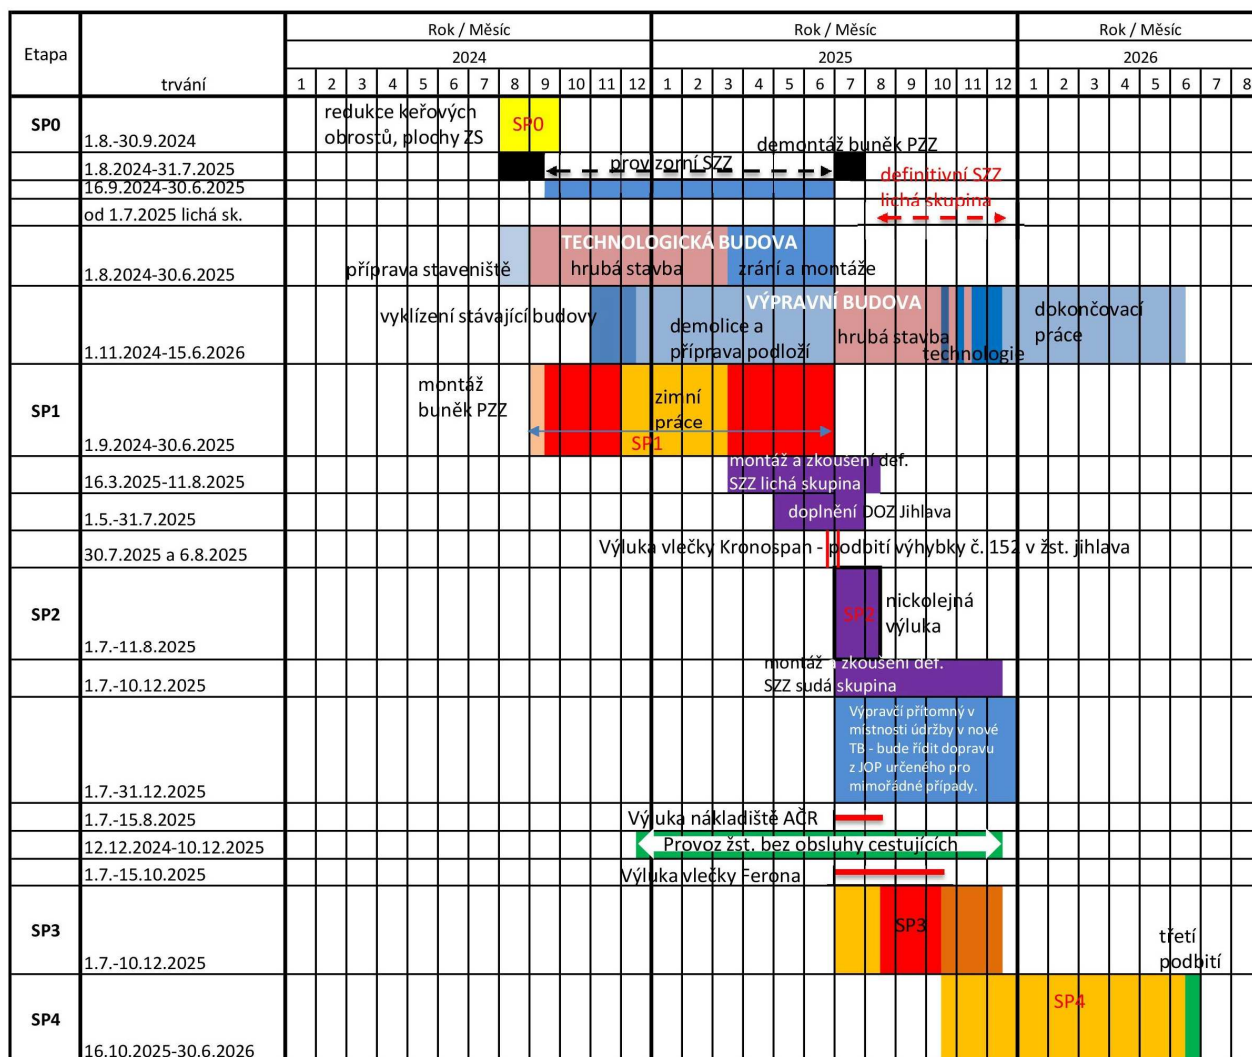 Etapa
trvání
Rok / Měsíc
Rok / Měsíc
Rok / Měsíc
2024
2025
2026
1 2 3 4 5 6 7 8 9 10 11 12 1 2 3 4 5 6 7 8 9 10 11 12 1 2 3 4 5 6 7 8
SP0
1.8.-30.9.2024
redukce keřových
obrostů, plochy ZS
SP0
demontáž buněk PZZ
1.8.2024-31.7.2025
provizorní SZZ
16.9.2024-30.6.2025
definitivní SZZ
lichá skupina
od 1.7.2025 lichá sk.
1.8.2024-30.6.2025
TECHNOLOGICKÁ BUDOVA
příprava staveniště
hrubá stavba
zrání a montáže
1.11.2024-15.6.2026
VÝPRAVNÍ BUDOVA
vyklízení stávající budovy
demolice a
příprava podloží
hrubá stavba
technologie
dokončovací
práce
SP1
1.9.2024-30.6.2025
montáž
buněk PZZ
zimní
práce
SP1
16.3.2025-11.8.2025
montáž a zkoušení def.
SZZ lichá skupina
1.5.-31.7.2025
doplnění DOZ Jihlava
30.7.2025 a 6.8.2025
Výluka vlečky Kronospan - podbití výhybky č. 152 v žst. jihlava
SP2
1.7.-11.8.2025
SP2
nickolejná
výluka
1.7.-10.12.2025
montáž a zkoušení def.
SZZ sudá skupina
1.7.-31.12.2025
Výpravčí přítomný v
místnosti údržby v nové
TB - bude řídit dopravu
z JOP určeného pro
mimořádné případy.
1.7.-15.8.2025
Výluka nákladiště AČR
12.12.2024-10.12.2025
Provoz žst. bez obsluhy cestujících
1.7.-15.10.2025
Výluka vlečky Ferona
SP3
1.7.-10.12.2025
SP3
třetí
podbití
SP4
16.10.2025-30.6.2026
SP4